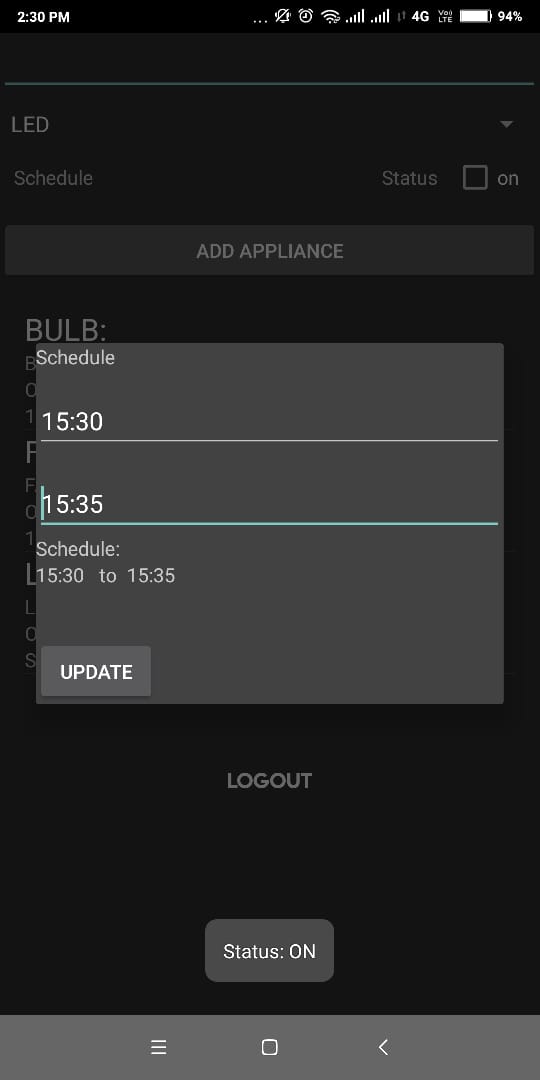 2:30 PM ... 4G Vo)) LTE 94%
LED
Schedule Status on
ADD APPLIANCE
BULB:
Schedule
15:30
15:35
Schedule:
15:30 to 15:35
UPDATE
LOGOUT
Status: ON